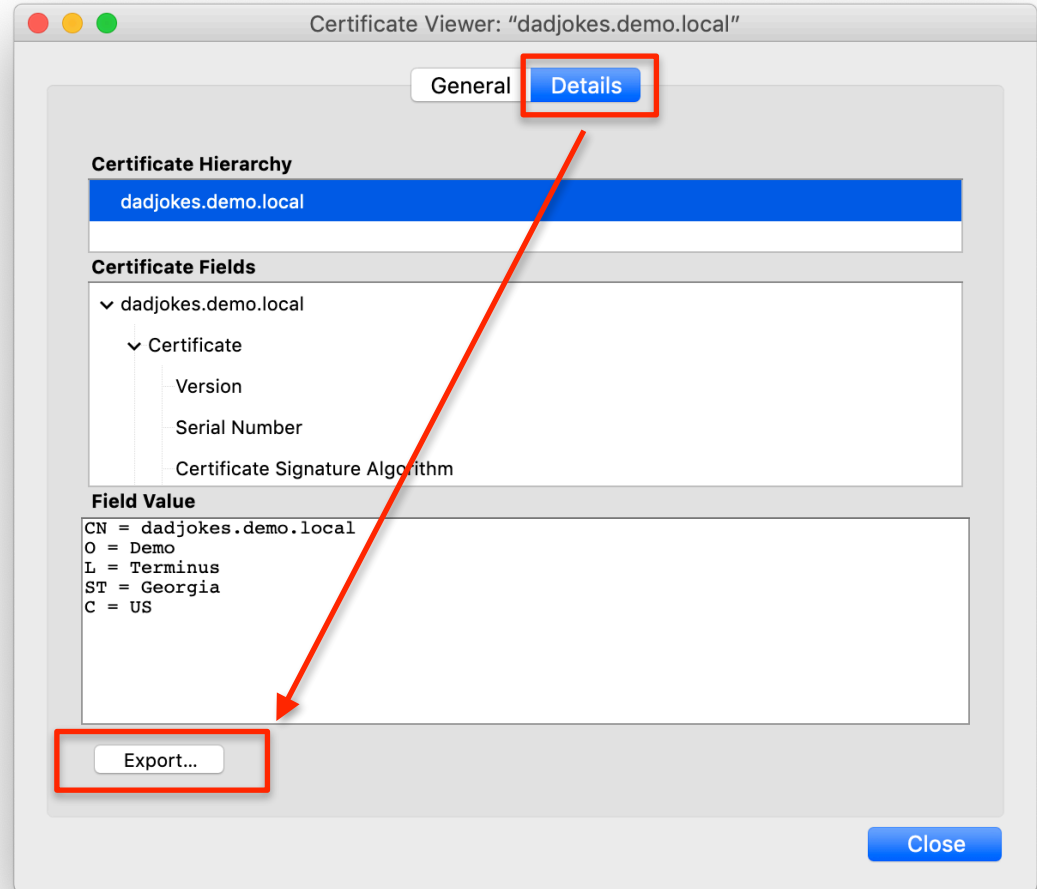 Certificate Viewer: “dadjokes.demo.local”
General Details
Certificate Hierarchy
dadjokes.demo.local
Certificate Fields
dadjokes.demo.local
Certificate
Version
Serial Number
Certificate Signature Algorithm
Field Value
CN = dadjokes.demo.local
O = Demo
L = Terminus
ST = Georgia
C = US
Export...
Close